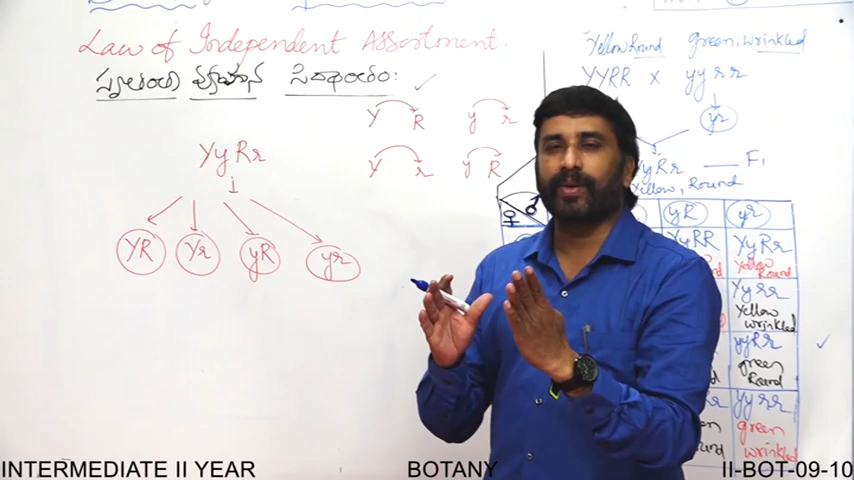 Law of Independent Assortment.
స్వతంత్ర వ్యూహన సిద్ధాంతం:
Y R y r
Y r y R
YyRr
YR Yr yR yr
Yellow Round Green, Wrinkled
YYRR x yyrr
yr
yRr F1
Yellow, Round
♀ ♂ yR yr
YyRR YyRr
Yellow Round
Yyrr
Yellow wrinkled
yyRr
green Round
yyrr
green wrinkled
INTERMEDIATE II YEAR BOTANY II-BOT-09-10